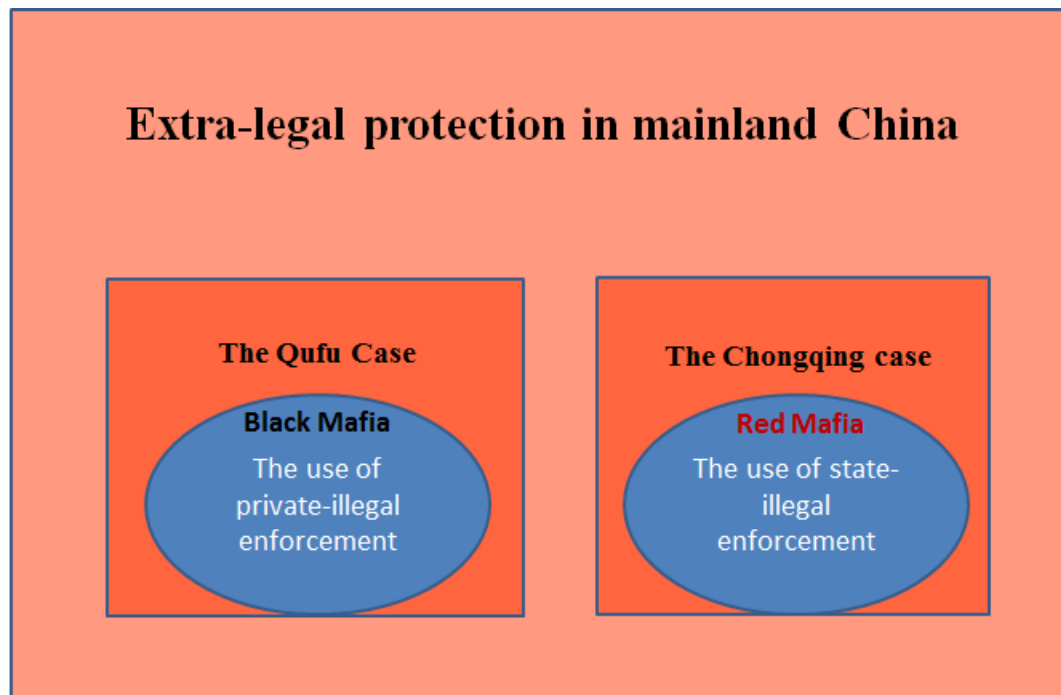 Extra-legal protection in mainland China
The Qufu Case
Black Mafia
The use of
private-illegal
enforcement
The Chongqing case
Red Mafia
The use of state-
illegal
enforcement